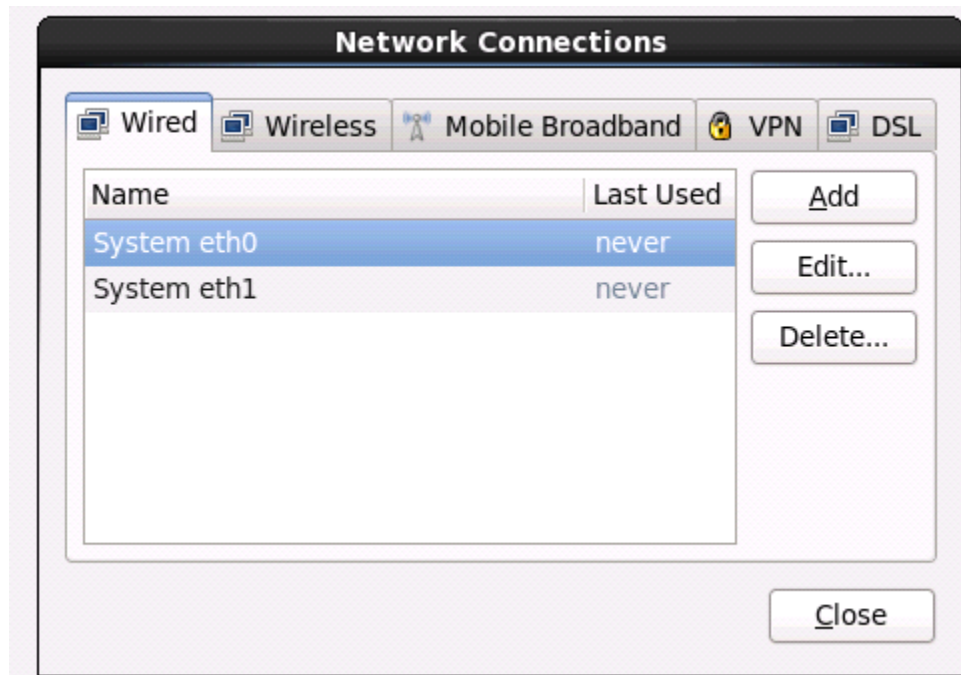 Network Connections
Wired Wireless Mobile Broadband VPN DSL
Name Last Used Add
System eth0 never
Edit...
System eth1 never
Delete...
Close